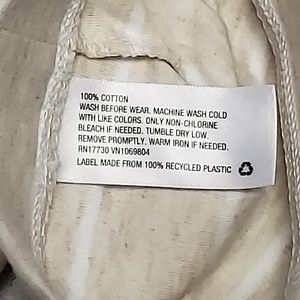 100% COTTON
WASH BEFORE WEAR. MACHINE WASH COLD
WITH LIKE COLORS. ONLY NON-CHLORINE
BLEACH IF NEEDED. TUMBLE DRY LOW.
REMOVE PROMPTLY. WARM IRON IF NEEDED.
RN17730 VN1069804
LABEL MADE FROM 100% RECYCLED PLASTIC